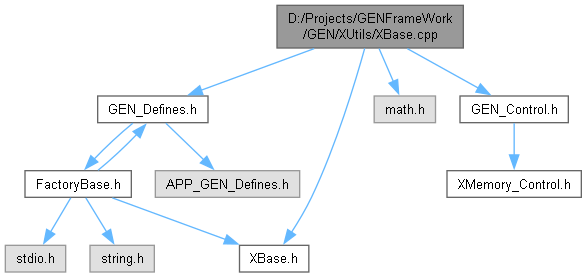 D:/Projects/GENFrameWork
/GEN/XUtils/XBase.cpp
GEN_Defines.h
math.h
GEN_Control.h
FactoryBase.h
APP_GEN_Defines.h
XMemory_Control.h
stdio.h
string.h
XBase.h